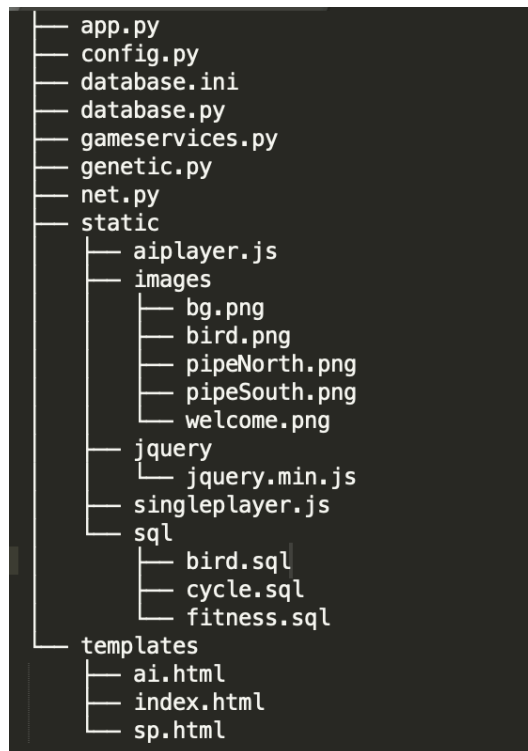 ├── app.py
├── config.py
├── database.ini
├── database.py
├── gameservices.py
├── genetic.py
├── net.py
├── static
│   ├── aiplayer.js
│   ├── images
│   │   ├── bg.png
│   │   ├── bird.png
│   │   ├── pipeNorth.png
│   │   ├── pipeSouth.png
│   │   └── welcome.png
│   ├── jquery
│   │   └── jquery.min.js
│   ├── singleplayer.js
│   └── sql
│       ├── bird.sql
│       ├── cycle.sql
│       └── fitness.sql
└── templates
    ├── ai.html
    ├── index.html
    └── sp.html